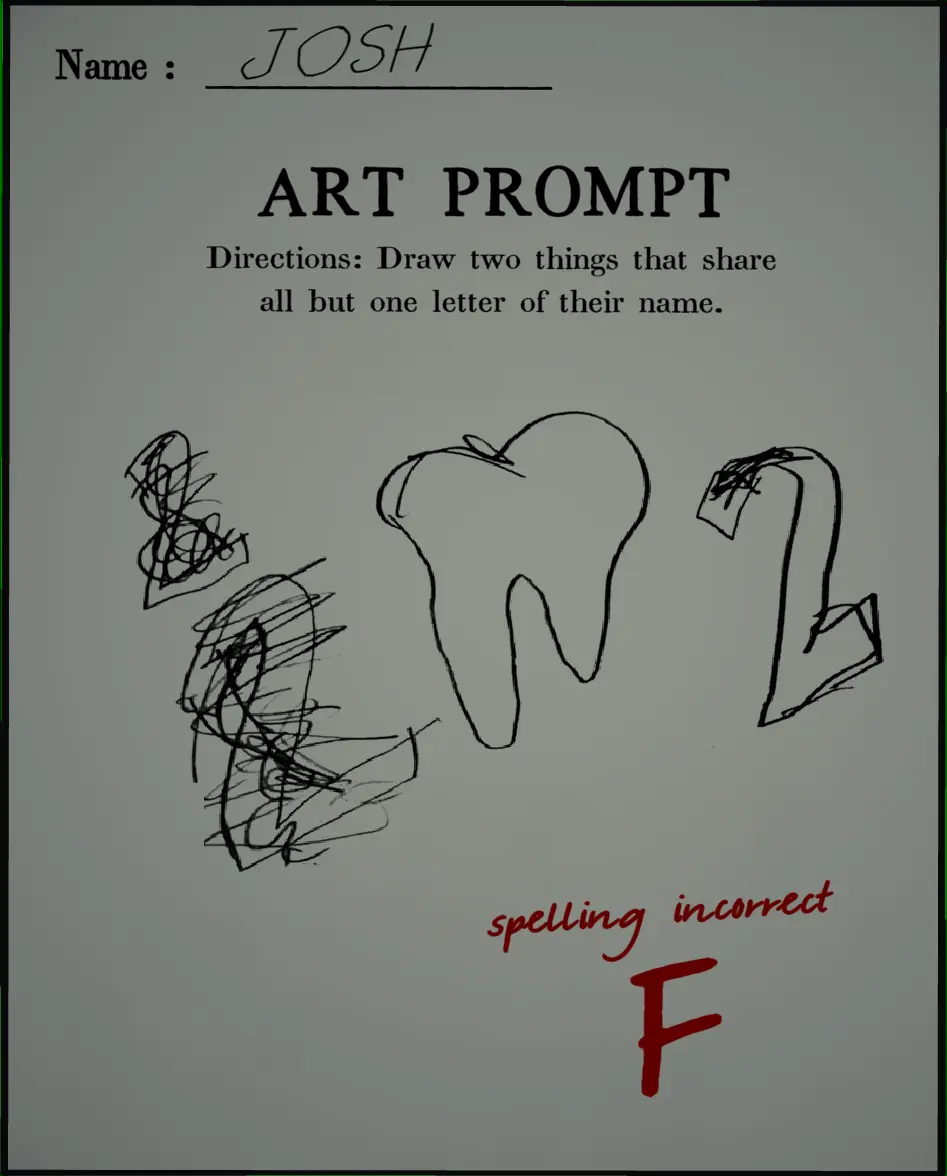 Name : JOSH
ART PROMPT
Directions: Draw two things that share
all but one letter of their name.
spelling incorrect
F